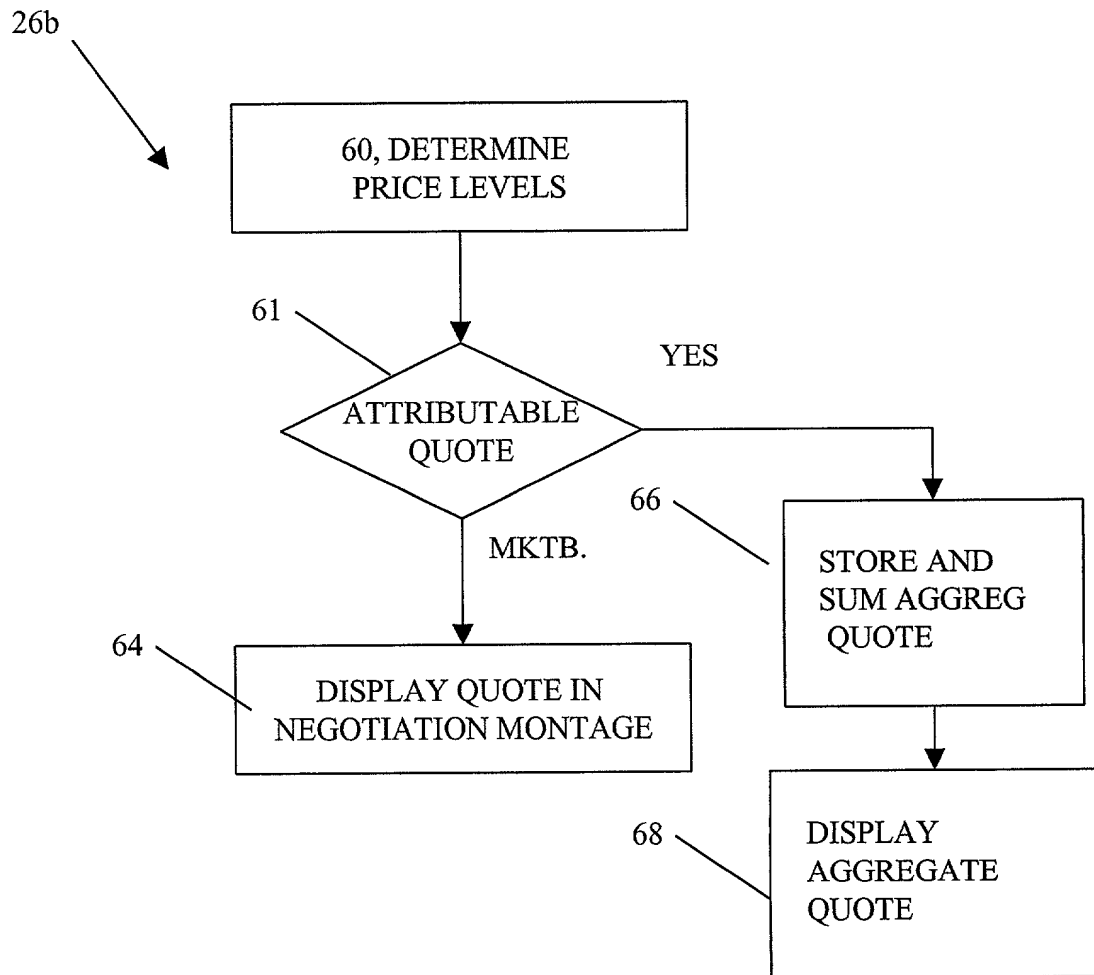 26b
60, DETERMINE
PRICE LEVELS
61
YES
ATTRIBUTABLE
QUOTE
66
MKTB.
STORE AND
SUM AGGREG
QUOTE
64
DISPLAY QUOTE IN
NEGOTIATION MONTAGE
68
DISPLAY
AGGREGATE
QUOTE